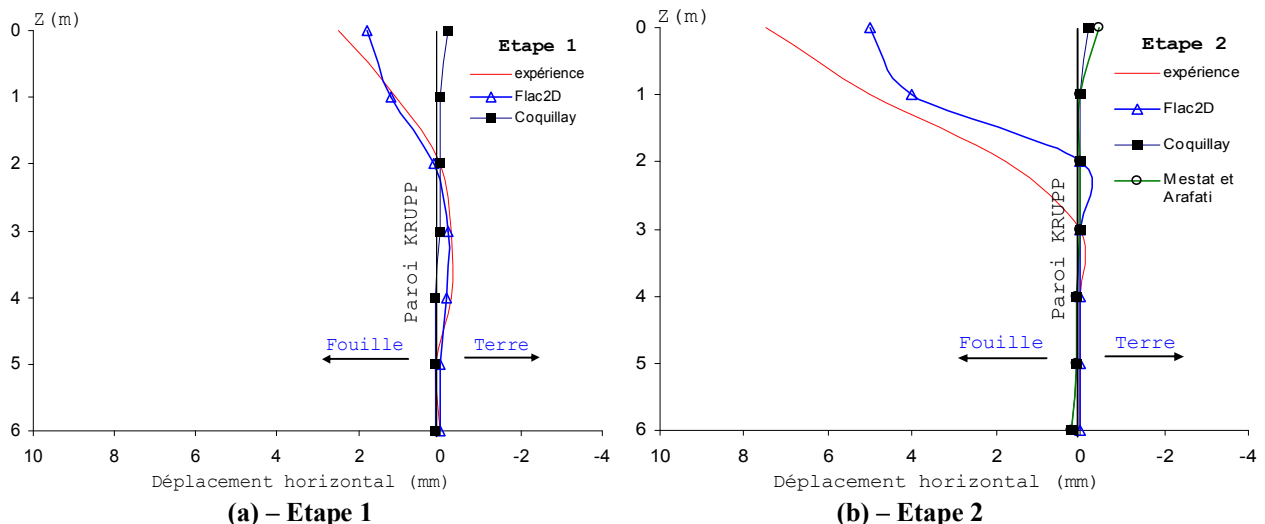 Z (m)
0
1
2
3
4
5
6
10
8
6
4
2
0
-2
-4
Etape 1
expérience
Flac2D
Coquillay
Paroi KRUPP
Fouille
Terre
Déplacement horizontal (mm)
(a) – Etape 1
Z (m)
0
1
2
3
4
5
6
10
8
6
4
2
0
-2
-4
Etape 2
expérience
Flac2D
Coquillay
Mestat et
Arafati
Paroi KRUPP
Fouille
Terre
Déplacement horizontal (mm)
(b) – Etape 2